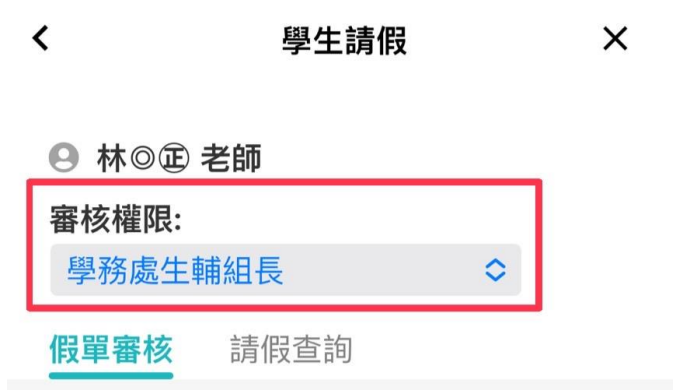 學生請假
林◎㊣ 老師
審核權限:
學務處生輔組長
假單審核 請假查詢